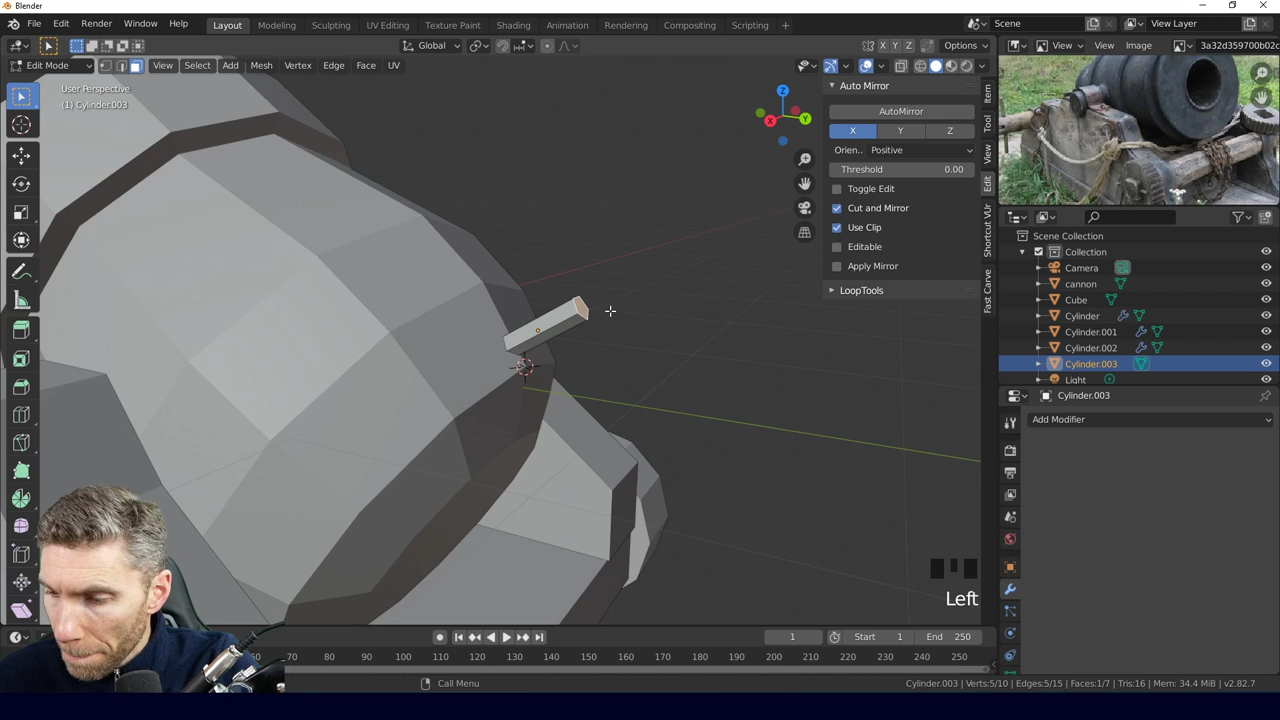 Blender
File Edit Render Window Help Layout Modeling Sculpting UV Editing Texture Paint Shading Animation Rendering Compositing Scripting Scene View Layer
Global Options View Image 3a32d359700b02c
Edit Mode View Select Add Mesh Vertex Edge Face UV
User Perspective
(1) Cylinder.003
Z
Y
X
Auto Mirror
AutoMirror
X Y Z
Orien.. Positive
Threshold 0.00
Toggle Edit
Cut and Mirror
Use Clip
Editable
Apply Mirror
LoopTools
Item
Tool
View
Edit
Shortcut VUr
Fast Carve
Scene Collection
Collection
Camera
cannon
Cube
Cylinder
Cylinder.001
Cylinder.002
Cylinder.003
Light
Cylinder.003
Add Modifier
Left
1 Start 1 End 250
60 70 80 90 100 110 120 130 140 150 160 170 180 190 200 210 220 230 240 250
Call Menu
Cylinder.003 | Verts:5/10 | Edges:5/15 | Faces:1/7 | Tris:16 | Mem: 34.4 MiB | v2.82.7